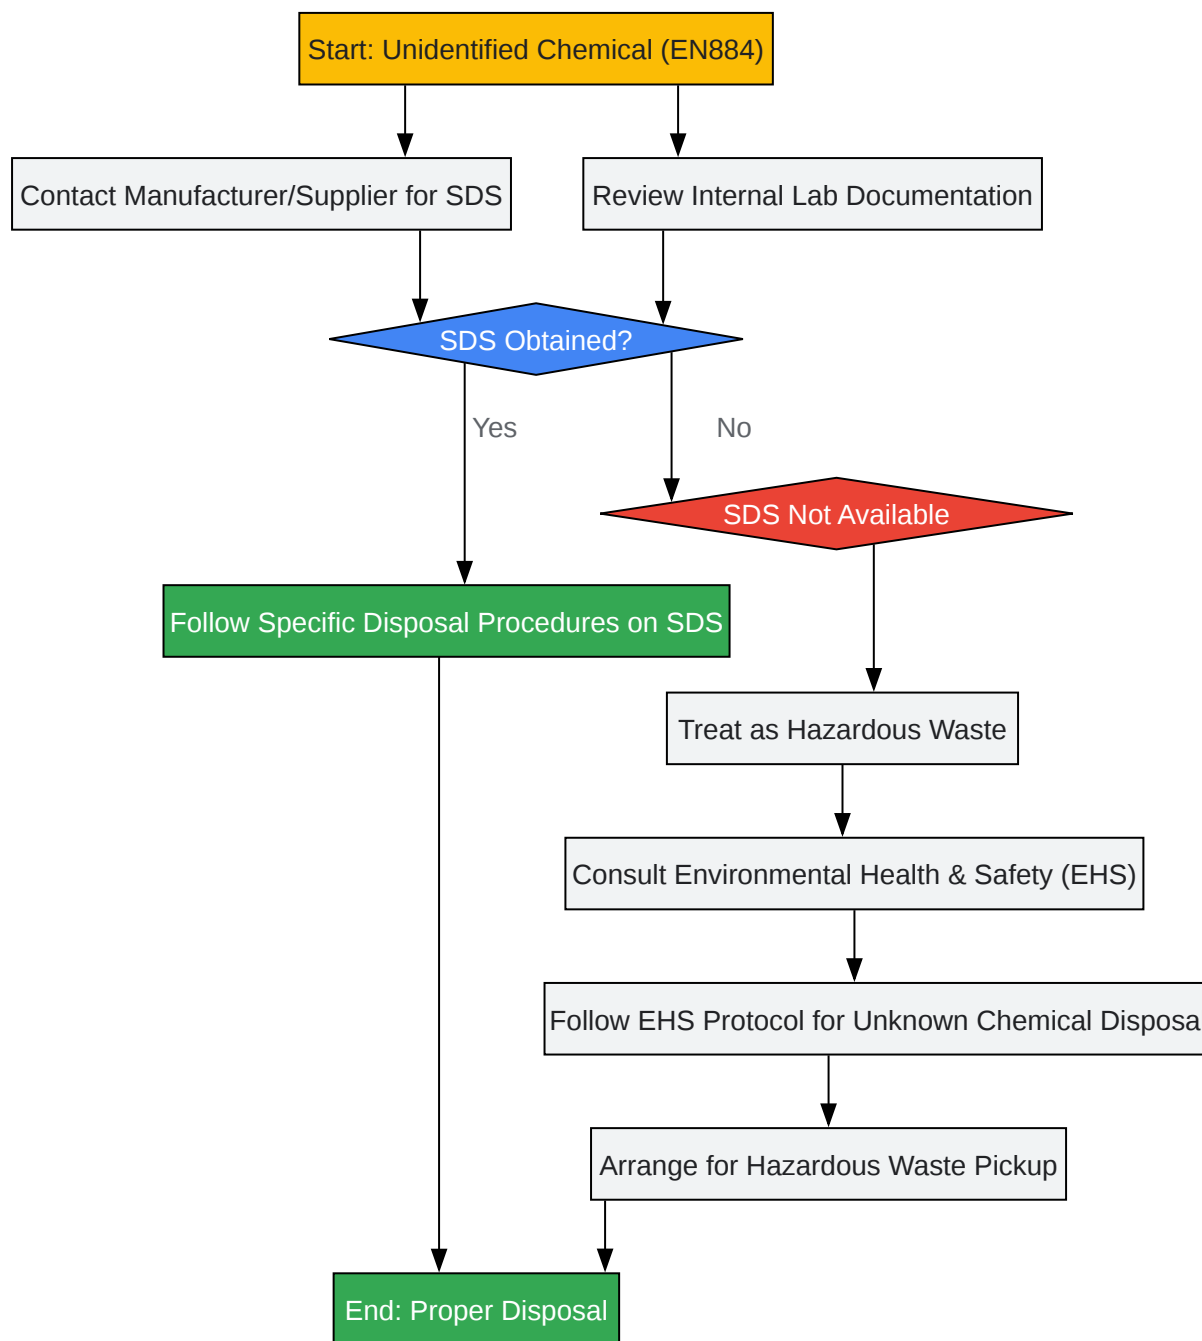 Start: Unidentified Chemical (EN884)
Contact Manufacturer/Supplier for SDS
Review Internal Lab Documentation
SDS Obtained?
Yes
No
SDS Not Available
Follow Specific Disposal Procedures on SDS
Treat as Hazardous Waste
Consult Environmental Health & Safety (EHS)
Follow EHS Protocol for Unknown Chemical Disposa
Arrange for Hazardous Waste Pickup
End: Proper Disposal